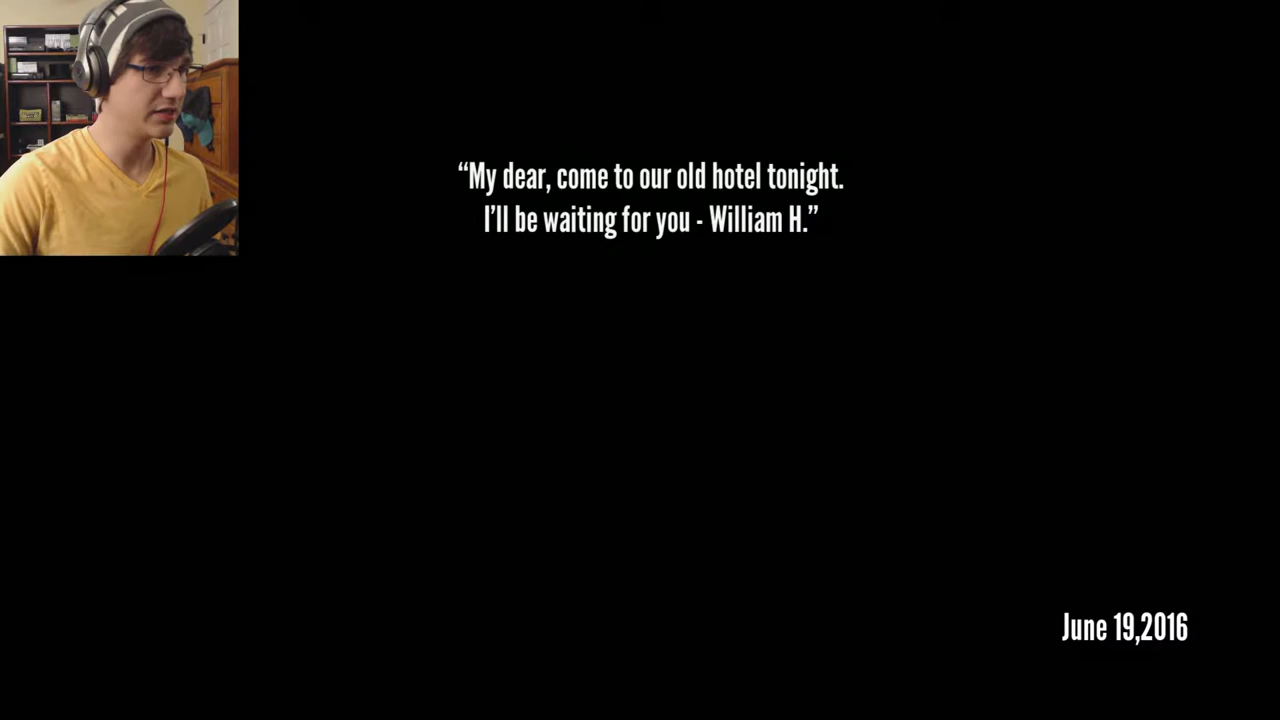 “My dear, come to our old hotel tonight.
I’ll be waiting for you - William H.”
June 19,2016